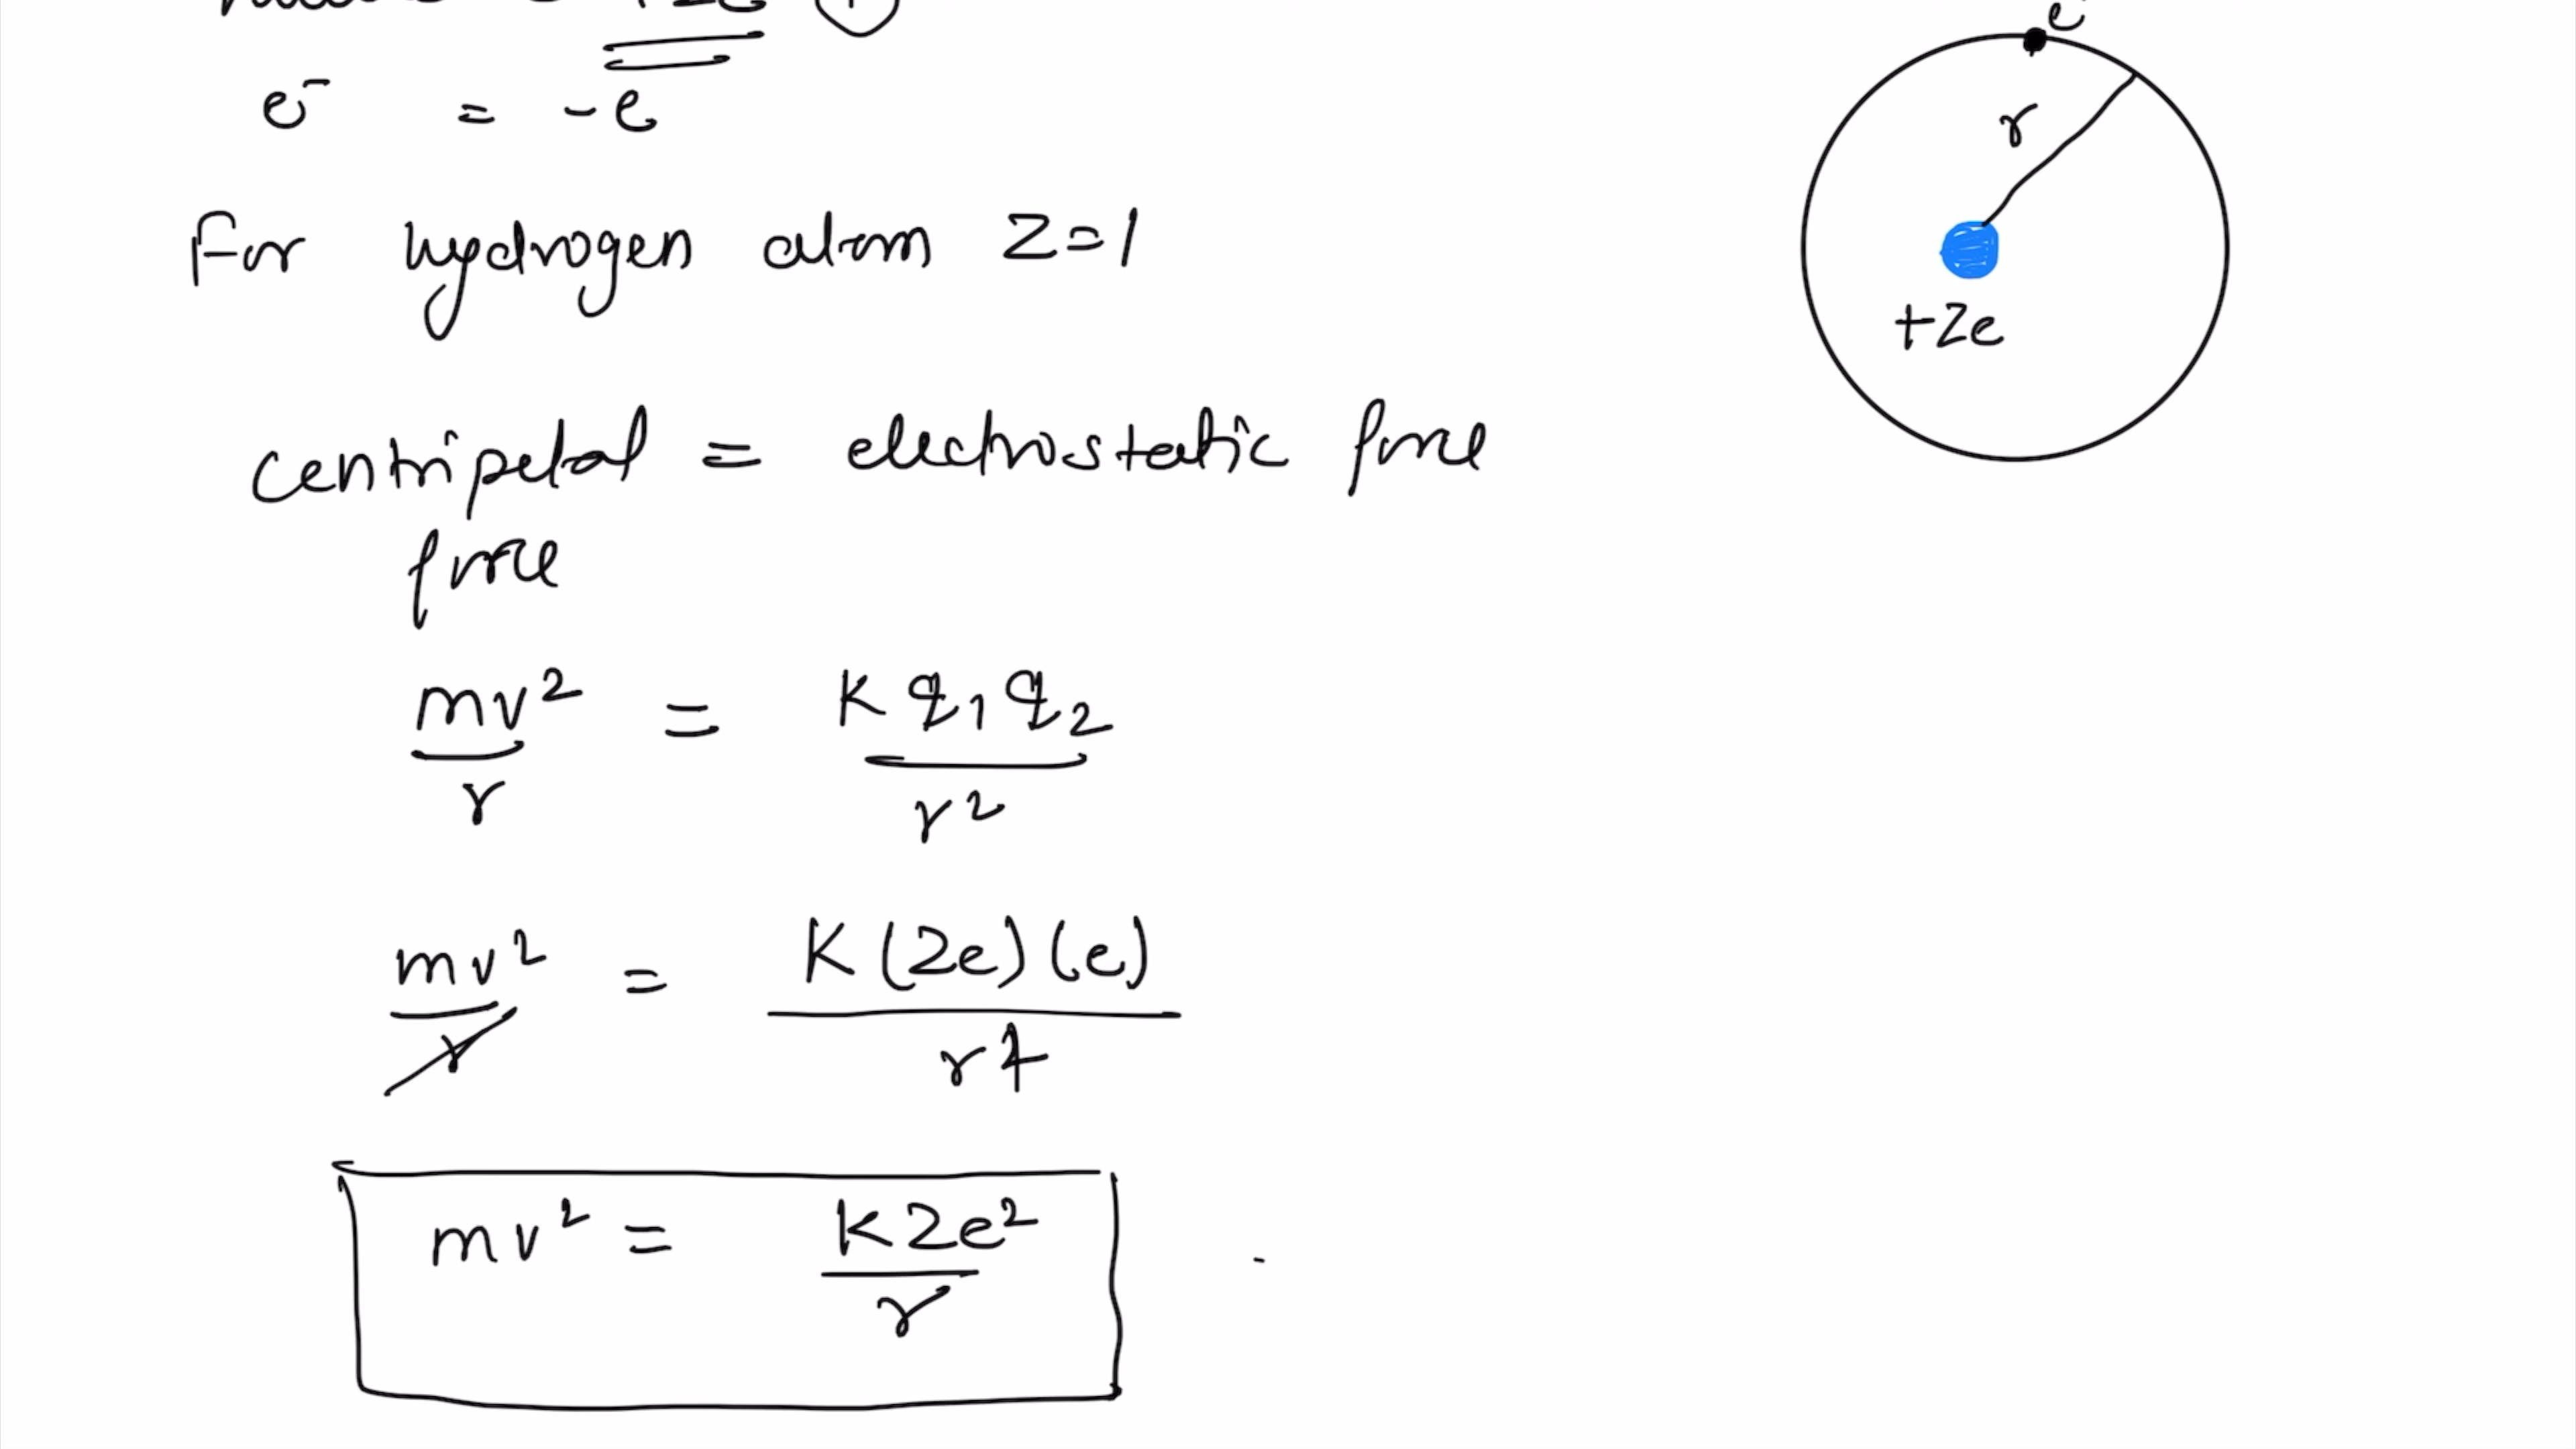 e⁻ = -e
For hydrogen atom Z=1
centripetal = electrostatic force
force
mv²/r = K q₁q₂/r²
mv²/r = K(Ze)(e)/r²
mv² = KZe²/r
e⁻
r
+Ze